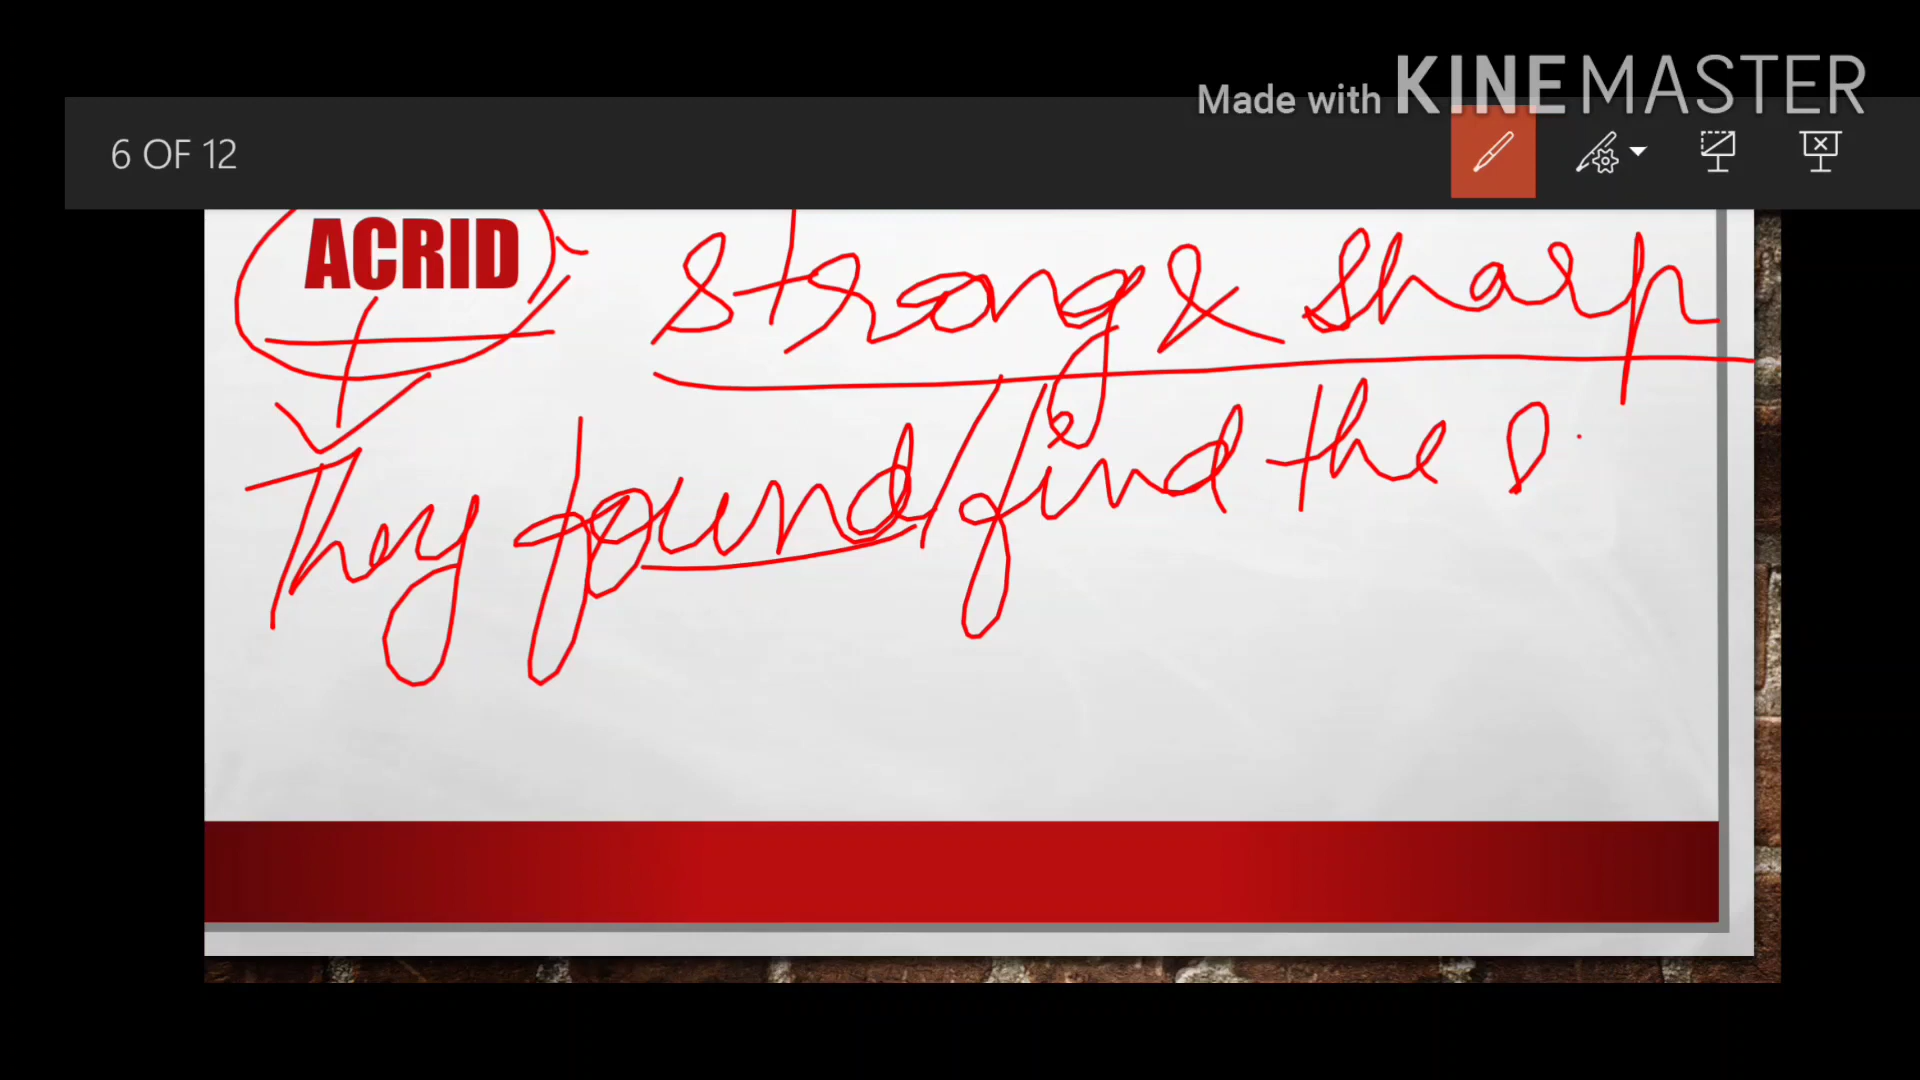 Made with KINEMASTER
6 OF 12
ACRID :- strong & sharp
They found/find the